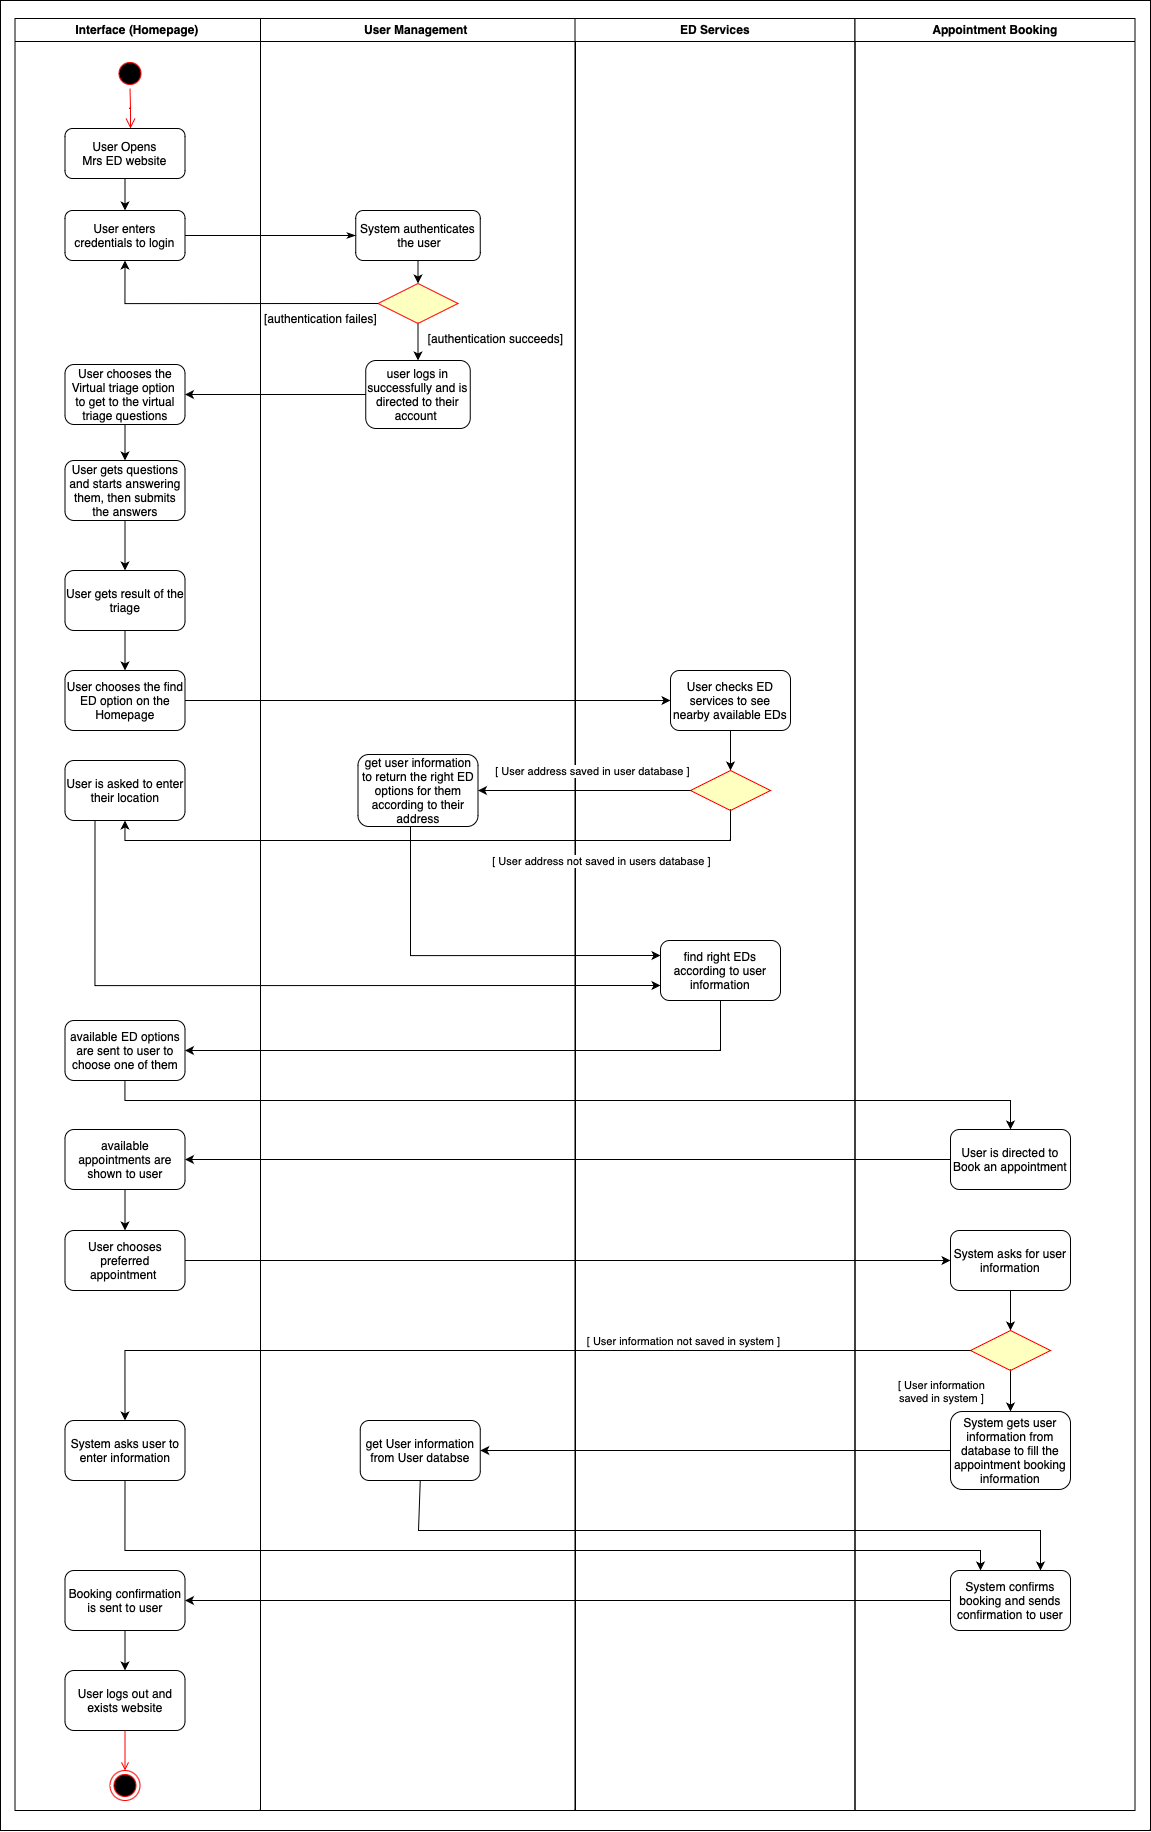 Interface (Homepage)
User Management
ED Services
Appointment Booking
User Opens
Mrs ED website
User enters
credentials to login
System authenticates
the user
[authentication failes]
[authentication succeeds]
User chooses the
Virtual triage option
to get to the virtual
triage questions
user logs in
successfully and is
directed to their
account
User gets questions
and starts answering
them, then submits
the answers
User gets result of the
triage
User chooses the find
ED option on the
Homepage
User checks ED
services to see
nearby available EDs
User is asked to enter
their location
get user information
to return the right ED
options for them
according to their
address
[ User address saved in user database ]
[ User address not saved in users database ]
find right EDs
according to user
information
available ED options
are sent to user to
choose one of them
available
appointments are
shown to user
User is directed to
Book an appointment
User chooses
preferred
appointment
System asks for user
information
[ User information not saved in system ]
[ User information
saved in system ]
System asks user to
enter information
get User information
from User databse
System gets user
information from
database to fill the
appointment booking
information
Booking confirmation
is sent to user
System confirms
booking and sends
confirmation to user
User logs out and
exists website